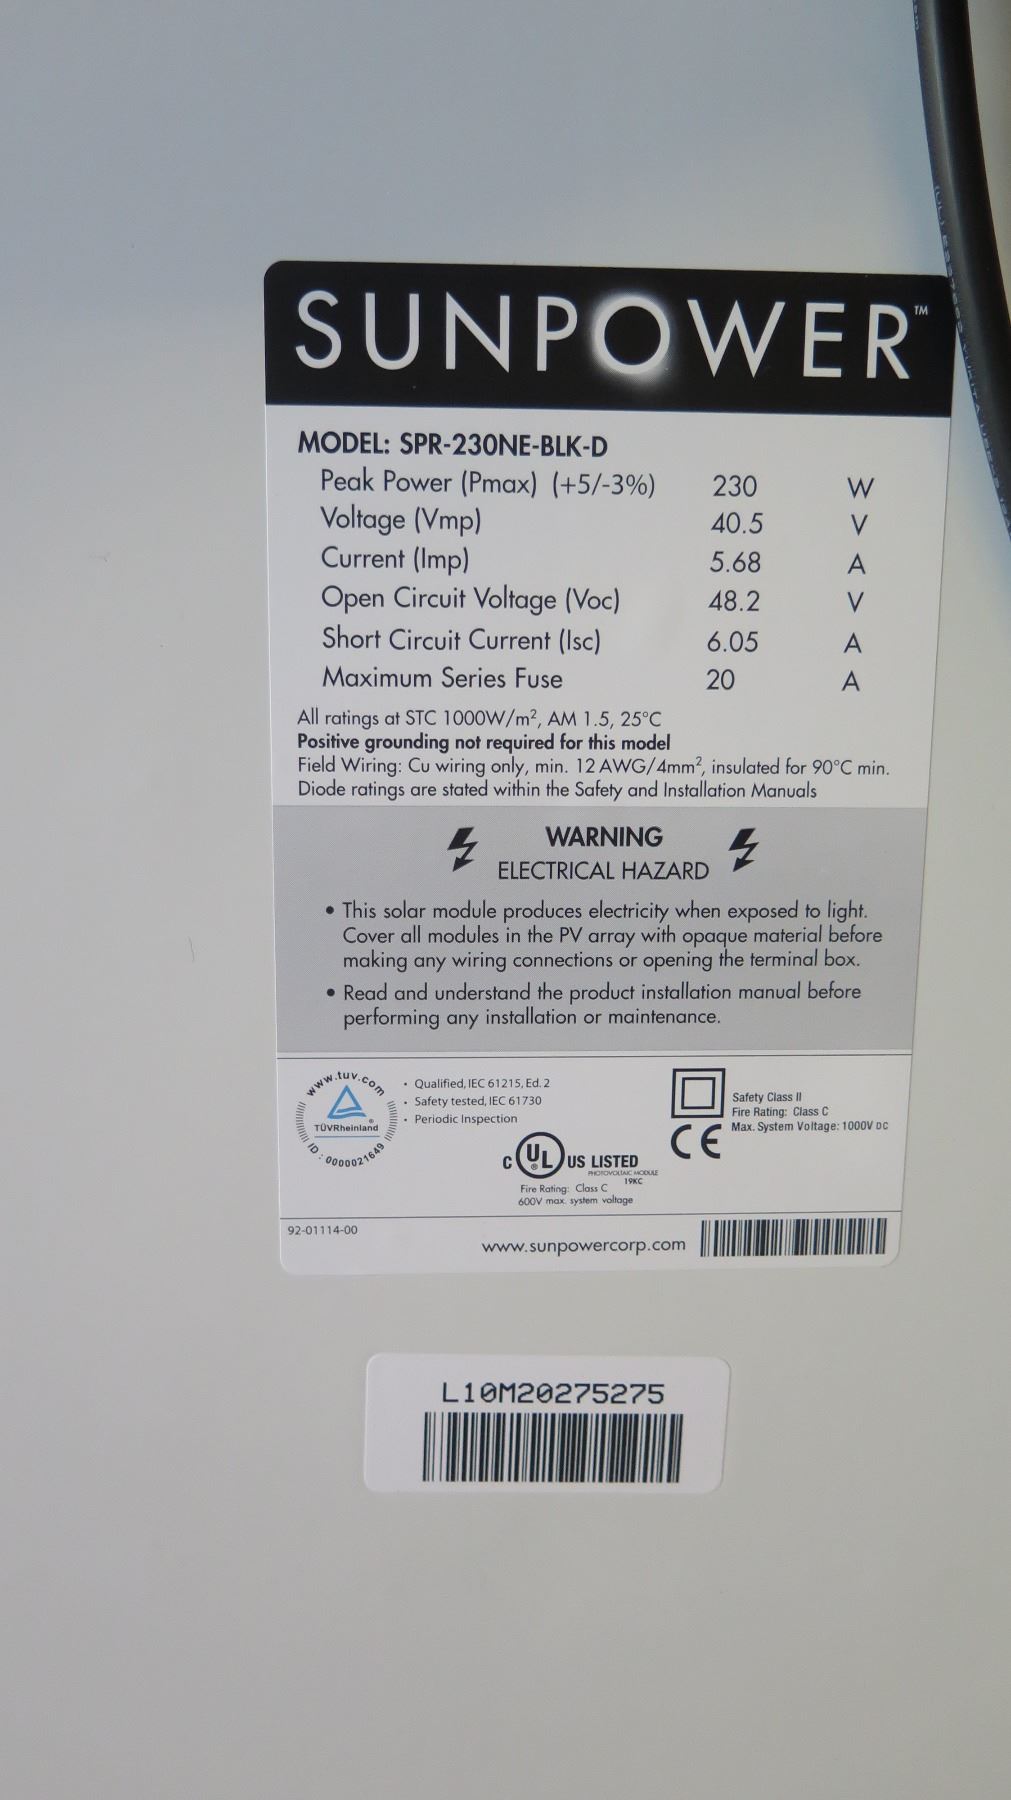 SUNPOWER™
MODEL: SPR-230NE-BLK-D
Peak Power (Pmax) (+5/-3%) 230 W
Voltage (Vmp) 40.5 V
Current (Imp) 5.68 A
Open Circuit Voltage (Voc) 48.2 V
Short Circuit Current (Isc) 6.05 A
Maximum Series Fuse 20 A
All ratings at STC 1000W/m², AM 1.5, 25°C
Positive grounding not required for this model
Field Wiring: Cu wiring only, min. 12 AWG/4mm², insulated for 90°C min.
Diode ratings are stated within the Safety and Installation Manuals
WARNING
ELECTRICAL HAZARD
• This solar module produces electricity when exposed to light.
Cover all modules in the PV array with opaque material before
making any wiring connections or opening the terminal box.
• Read and understand the product installation manual before
performing any installation or maintenance.
www.tuv.com
TÜVRheinland®
ID: 0000021649
• Qualified, IEC 61215, Ed. 2
• Safety tested, IEC 61730
• Periodic Inspection
C UL® US LISTED
PHOTOVOLTAIC MODULE
19KC
Fire Rating: Class C
600V max. system voltage
CE
Safety Class II
Fire Rating: Class C
Max. System Voltage: 1000V DC
92-01114-00
www.sunpowercorp.com
L10M20275275